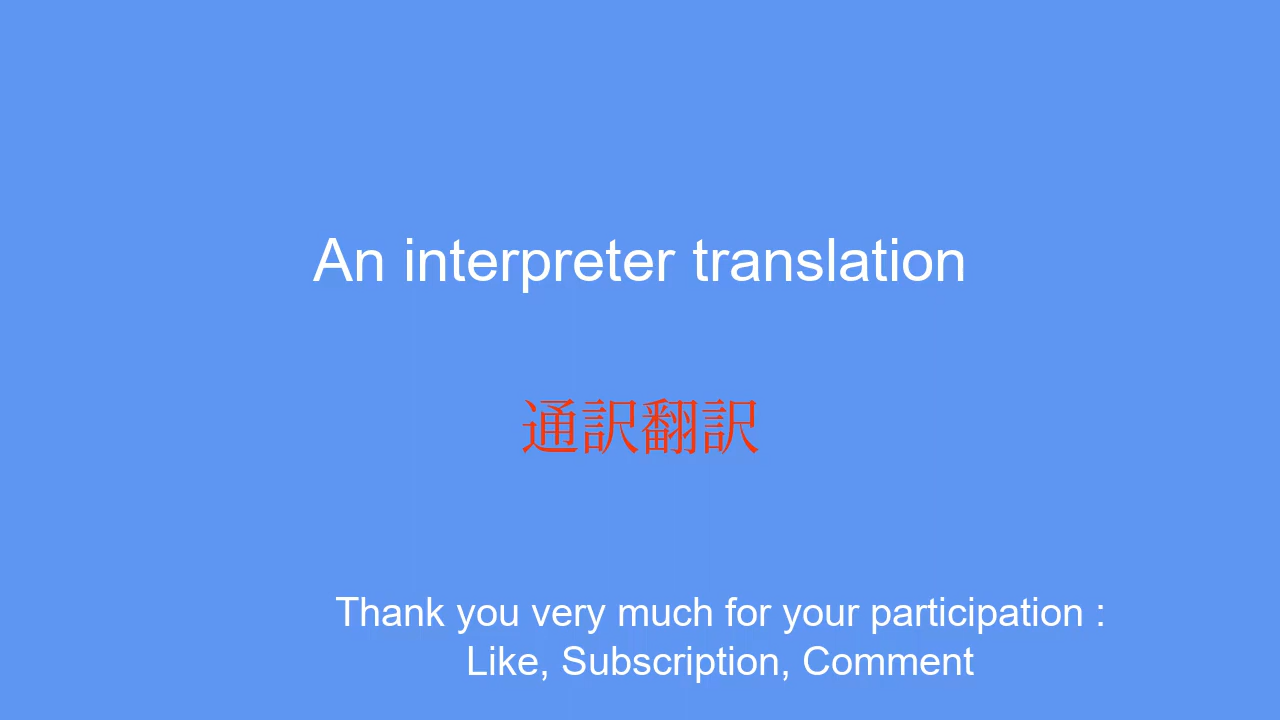 An interpreter translation
通訳翻訳
Thank you very much for your participation :
Like, Subscription, Comment